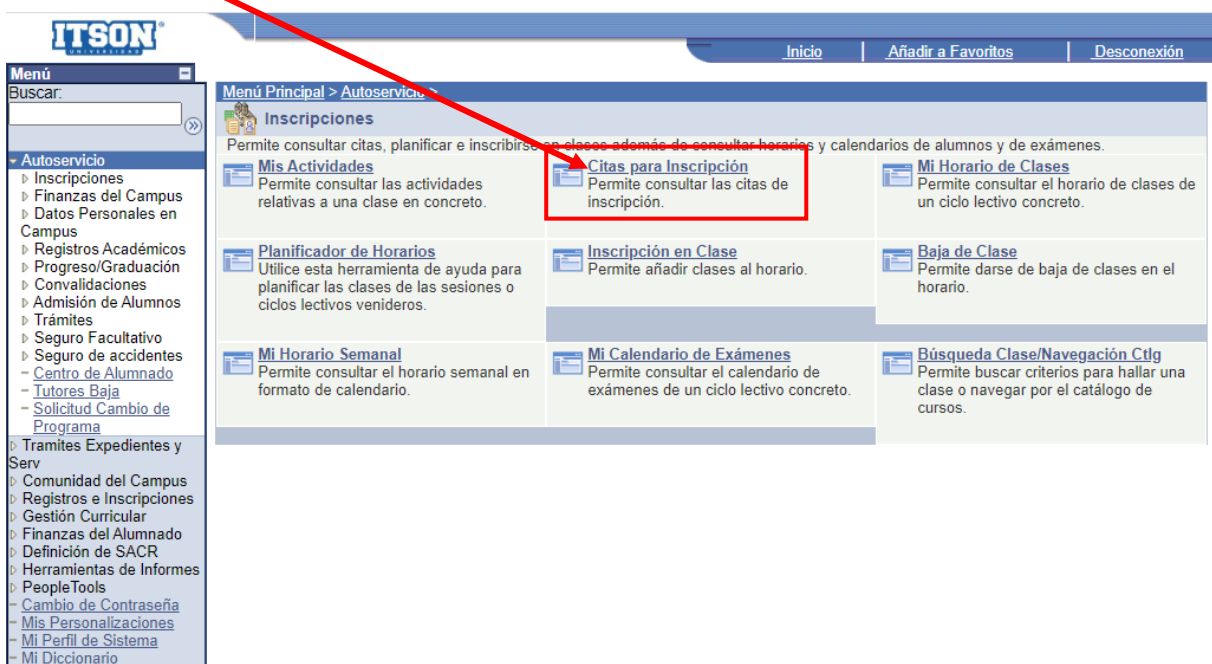 ITSON
UNIVERSIDAD
Inicio | Añadir a Favoritos | Desconexión
Menú
Buscar:
Autoservicio
Inscripciones
Finanzas del Campus
Datos Personales en
Campus
Registros Académicos
Progreso/Graduación
Convalidaciones
Admisión de Alumnos
Trámites
Seguro Facultativo
Seguro de accidentes
Centro de Alumnado
Tutores Baja
Solicitud Cambio de
Programa
Tramites Expedientes y
Serv
Comunidad del Campus
Registros e Inscripciones
Gestión Curricular
Finanzas del Alumnado
Definición de SACR
Herramientas de Informes
PeopleTools
Cambio de Contraseña
Mis Personalizaciones
Mi Perfil de Sistema
Mi Diccionario
Menú Principal > Autoservicio >
Inscripciones
Permite consultar citas, planificar e inscribirse en clases además de consultar horarios y calendarios de alumnos y de exámenes.
Mis Actividades
Permite consultar las actividades
relativas a una clase en concreto.
Citas para Inscripción
Permite consultar las citas de
inscripción.
Mi Horario de Clases
Permite consultar el horario de clases de
un ciclo lectivo concreto.
Planificador de Horarios
Utilice esta herramienta de ayuda para
planificar las clases de las sesiones o
ciclos lectivos venideros.
Inscripción en Clase
Permite añadir clases al horario.
Baja de Clase
Permite darse de baja de clases en el
horario.
Mi Horario Semanal
Permite consultar el horario semanal en
formato de calendario.
Mi Calendario de Exámenes
Permite consultar el calendario de
exámenes de un ciclo lectivo concreto.
Búsqueda Clase/Navegación Ctlg
Permite buscar criterios para hallar una
clase o navegar por el catálogo de
cursos.